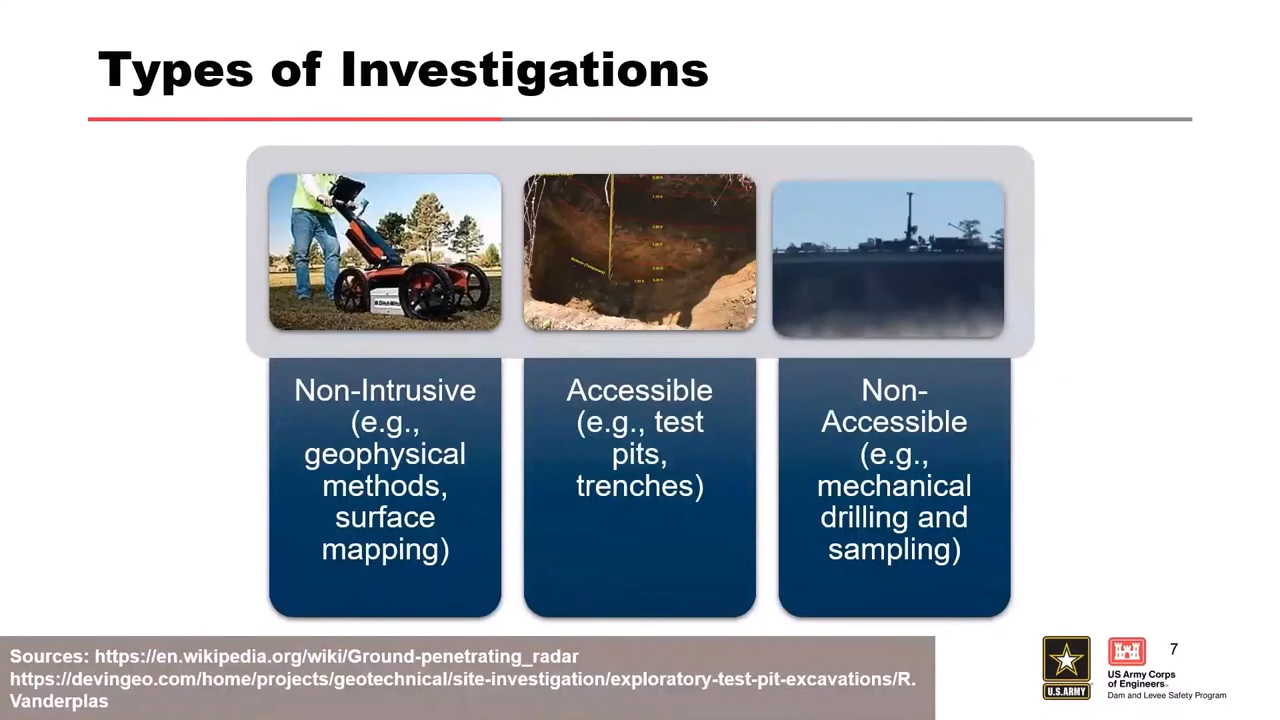 Types of Investigations
Non-Intrusive
(e.g.,
geophysical
methods,
surface
mapping)
Accessible
(e.g., test
pits,
trenches)
Non-
Accessible
(e.g.,
mechanical
drilling and
sampling)
Sources: https://en.wikipedia.org/wiki/Ground-penetrating_radar
https://devingeo.com/home/projects/geotechnical/site-investigation/exploratory-test-pit-excavations/R.
Vanderplas
U.S.ARMY
US Army Corps
of Engineers®
Dam and Levee Safety Program
7